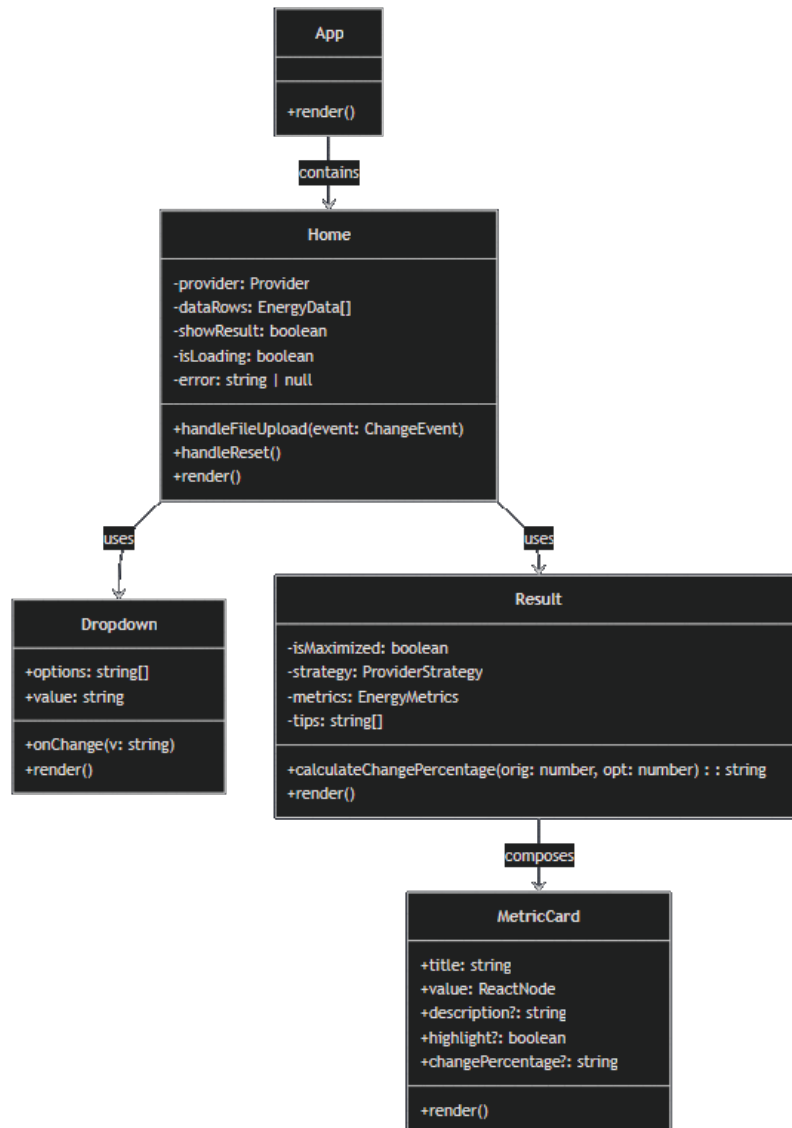 App
+render()
contains
Home
-provider: Provider
-dataRows: EnergyData[]
-showResult: boolean
-isLoading: boolean
-error: string | null
+handleFileUpload(event: ChangeEvent)
+handleReset()
+render()
uses
uses
Dropdown
+options: string[]
+value: string
+onChange(v: string)
+render()
Result
-isMaximized: boolean
-strategy: ProviderStrategy
-metrics: EnergyMetrics
-tips: string[]
+calculateChangePercentage(orig: number, opt: number) : : string
+render()
composes
MetricCard
+title: string
+value: ReactNode
+description?: string
+highlight?: boolean
+changePercentage?: string
+render()